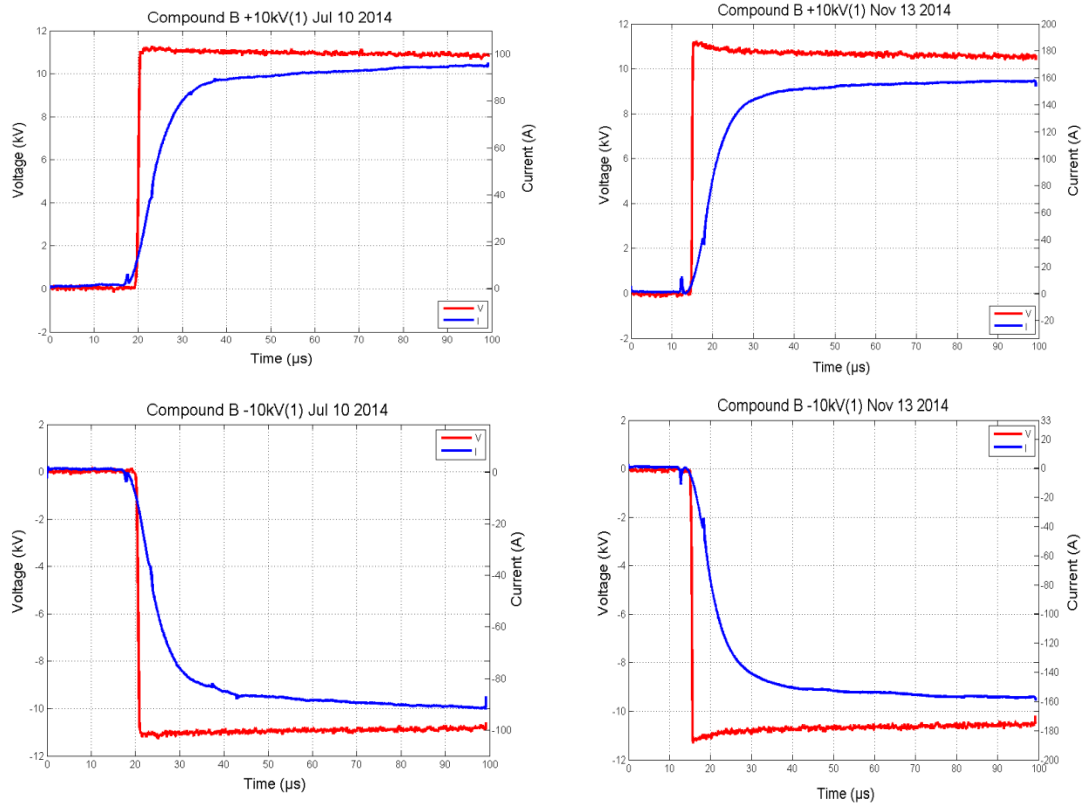 Compound B +10kV(1) Jul 10 2014
12
10
8
6
4
2
0
-2
Voltage (kV)
100
80
60
40
20
0
Current (A)
V
I
0 10 20 30 40 50 60 70 80 90 100
Time (µs)
Compound B +10kV(1) Nov 13 2014
12
10
8
6
4
2
0
-2
Voltage (kV)
200
180
160
140
120
100
80
60
40
20
0
-20
Current (A)
V
I
0 10 20 30 40 50 60 70 80 90 100
Time (µs)
Compound B -10kV(1) Jul 10 2014
2
0
-2
-4
-6
-8
-10
-12
Voltage (kV)
0
-20
-40
-60
-80
-100
Current (A)
V
I
0 10 20 30 40 50 60 70 80 90 100
Time (µs)
Compound B -10kV(1) Nov 13 2014
2
0
-2
-4
-6
-8
-10
-12
Voltage (kV)
33
20
0
-20
-40
-60
-80
-100
-120
-140
-160
-180
-200
Current (A)
V
I
0 10 20 30 40 50 60 70 80 90 100
Time (µs)